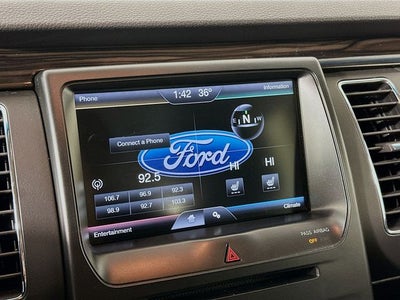 Phone 1:42 36° Information
N
E W
Connect a Phone
Ford
92.5 HI HI
106.7 96.9 92.3
98.9 92.7 103.3
Entertainment Climate
PASS AIRBAG
OFF